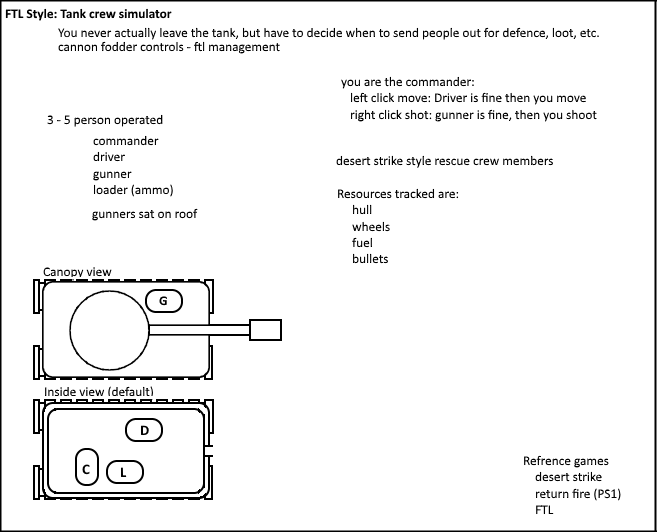 FTL Style: Tank crew simulator
You never actually leave the tank, but have to decide when to send people out for defence, loot, etc.
cannon fodder controls - ftl management
you are the commander:
left click move: Driver is fine then you move
right click shot: gunner is fine, then you shoot
3 - 5 person operated
commander
driver
gunner
loader (ammo)
gunners sat on roof
desert strike style rescue crew members
Resources tracked are:
hull
wheels
fuel
bullets
Canopy view
G
Inside view (default)
D
C
L
Refrence games
desert strike
return fire (PS1)
FTL